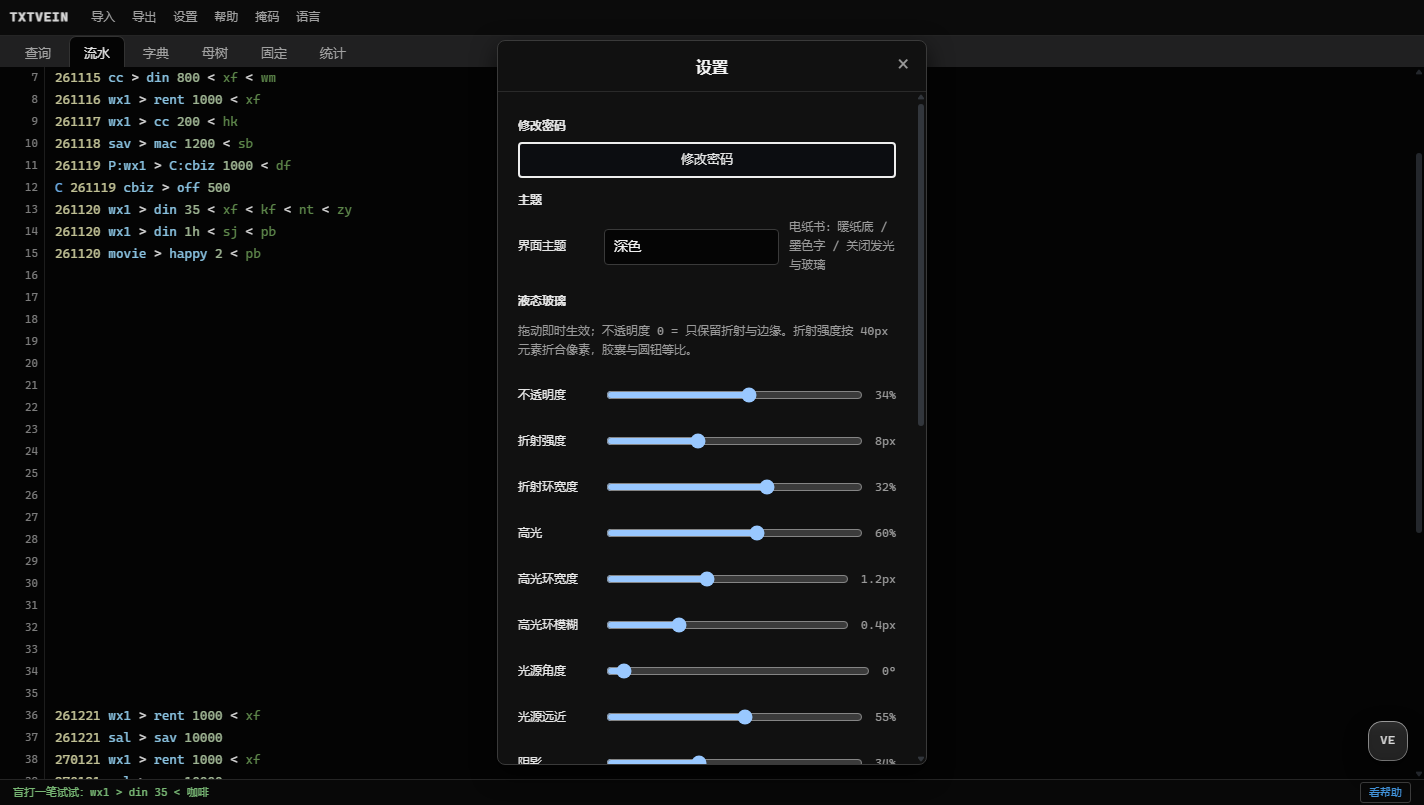 TXTVEIN 导入 导出 设置 帮助 掩码 语言
查询 流水 字典 母树 固定 统计
7 261115 cc > din 800 < xf < wm
8 261116 wx1 > rent 1000 < xf
9 261117 wx1 > cc 200 < hk
10 261118 sav > mac 1200 < sb
11 261119 P:wx1 > C:cbiz 1000 < df
12 C 261119 cbiz > off 500
13 261120 wx1 > din 35 < xf < kf < nt < zy
14 261120 wx1 > din 1h < sj < pb
15 261120 movie > happy 2 < pb
16
17
18
19
20
21
22
23
24
25
26
27
28
29
30
31
32
33
34
35
36 261221 wx1 > rent 1000 < xf
37 261221 sal > sav 10000
38 270121 wx1 > rent 1000 < xf
设置 ×
修改密码
修改密码
主题
界面主题 深色
电纸书: 暖纸底 /
墨色字 / 关闭发光
与玻璃
液态玻璃
拖动即时生效; 不透明度 0 = 只保留折射与边缘。折射强度按 40px
元素折合像素, 胶囊与圆钮等比。
不透明度 34%
折射强度 8px
折射环宽度 32%
高光 60%
高光环宽度 1.2px
高光环模糊 0.4px
光源角度 0°
光源远近 55%
阴影 34%
VE
盲打一笔试试: wx1 > din 35 < 咖啡
看帮助